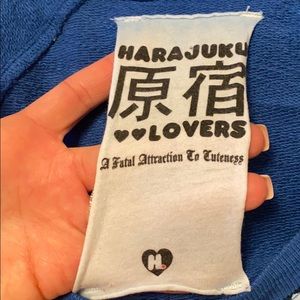 HARAJUKU
原宿
♥♥LOVERS
A Fatal Attraction To Cuteness
H.